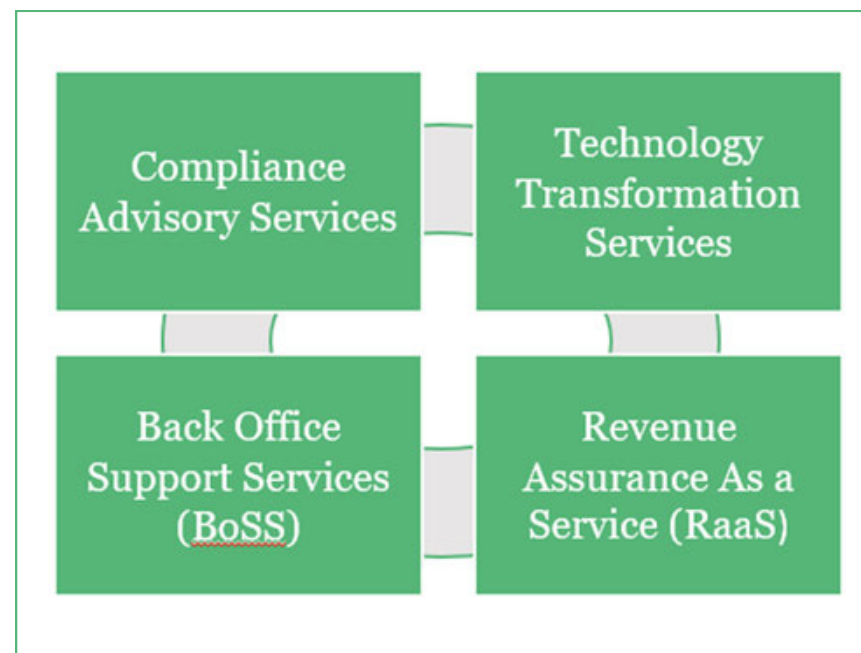 Compliance
Advisory Services
Technology
Transformation
Services
Back Office
Support Services
(BoSS)
Revenue
Assurance As a
Service (RaaS)